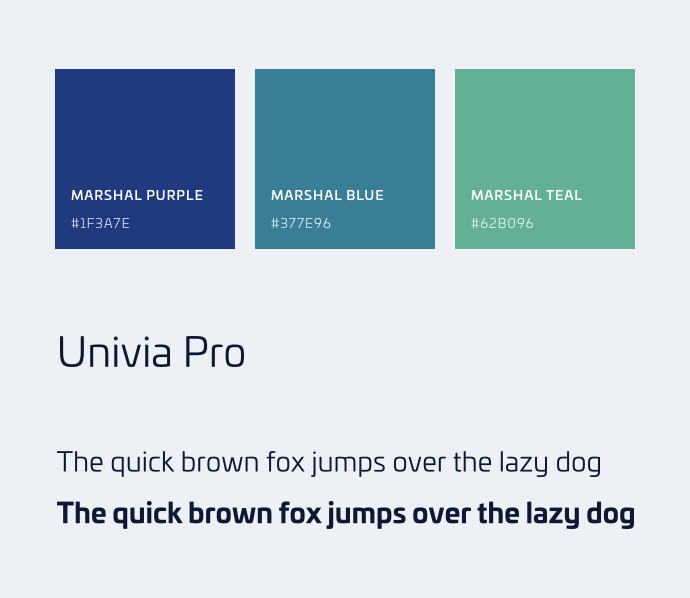 MARSHAL PURPLE
#1F3A7E
MARSHAL BLUE
#377E96
MARSHAL TEAL
#62B096
Univia Pro
The quick brown fox jumps over the lazy dog
The quick brown fox jumps over the lazy dog